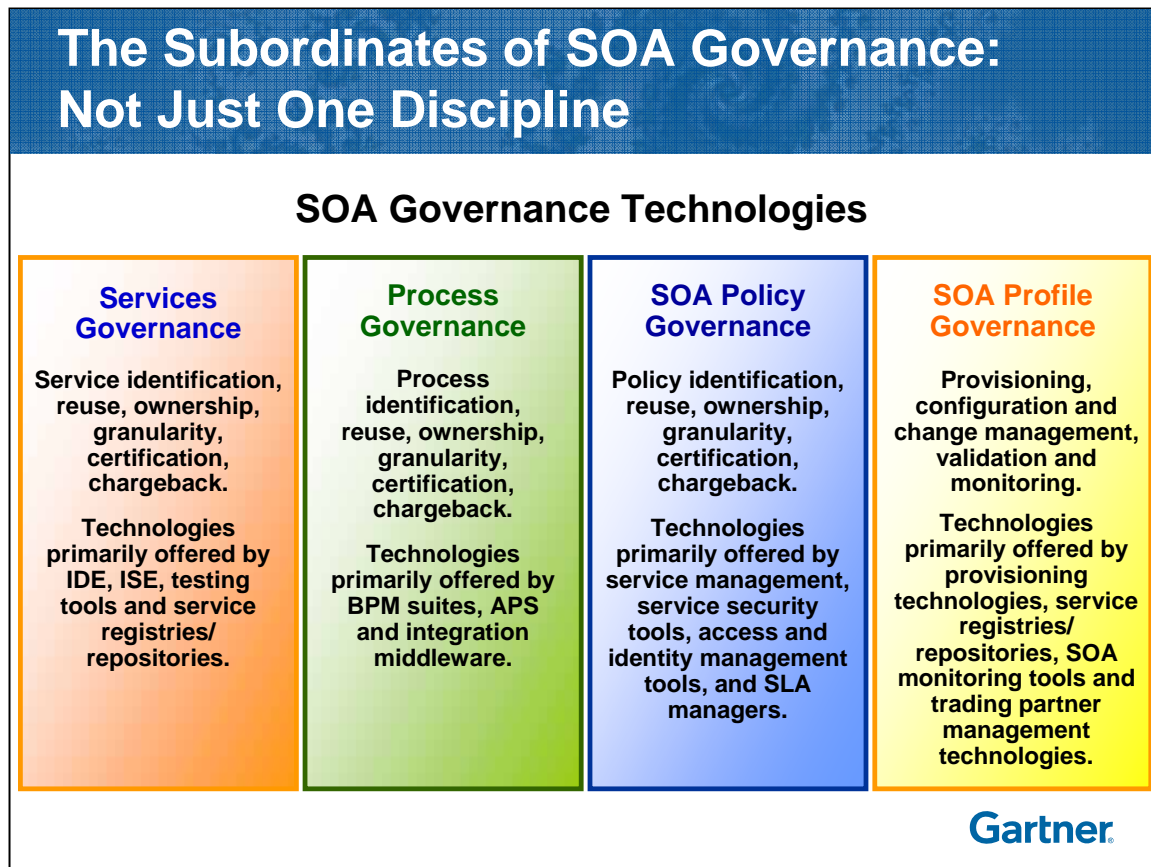 The Subordinates of SOA Governance:
Not Just One Discipline
SOA Governance Technologies
Services
Governance
Service identification,
reuse, ownership,
granularity,
certification,
chargeback.
Technologies
primarily offered by
IDE, ISE, testing
tools and service
registries/
repositories.
Process
Governance
Process
identification,
reuse, ownership,
granularity,
certification,
chargeback.
Technologies
primarily offered by
BPM suites, APS
and integration
middleware.
SOA Policy
Governance
Policy identification,
reuse, ownership,
granularity,
certification,
chargeback.
Technologies
primarily offered by
service management,
service security
tools, access and
identity management
tools, and SLA
managers.
SOA Profile
Governance
Provisioning,
configuration and
change management,
validation and
monitoring.
Technologies
primarily offered by
provisioning
technologies, service
registries/
repositories, SOA
monitoring tools and
trading partner
management
technologies.
Gartner